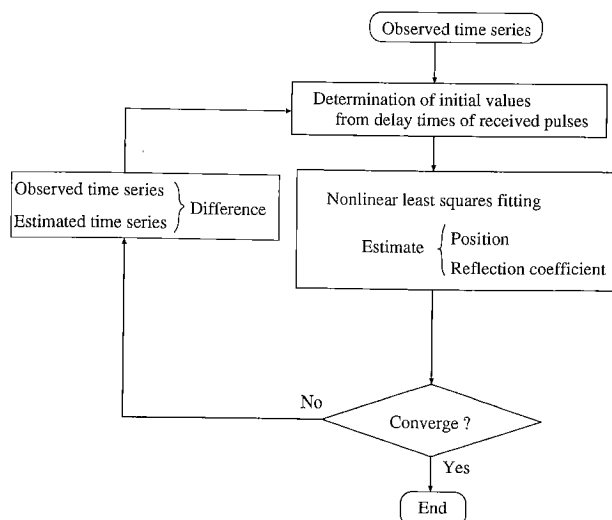 Observed time series
Determination of initial values
from delay times of received pulses
Observed time series
Estimated time series
Difference
Nonlinear least squares fitting
Estimate
Position
Reflection coefficient
No
Converge ?
Yes
End